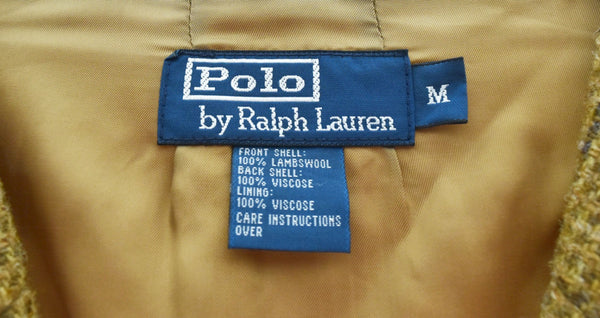 Polo
by Ralph Lauren
M
FRONT SHELL:
100% LAMBSWOOL
BACK SHELL:
100% VISCOSE
LINING:
100% VISCOSE
CARE INSTRUCTIONS
OVER